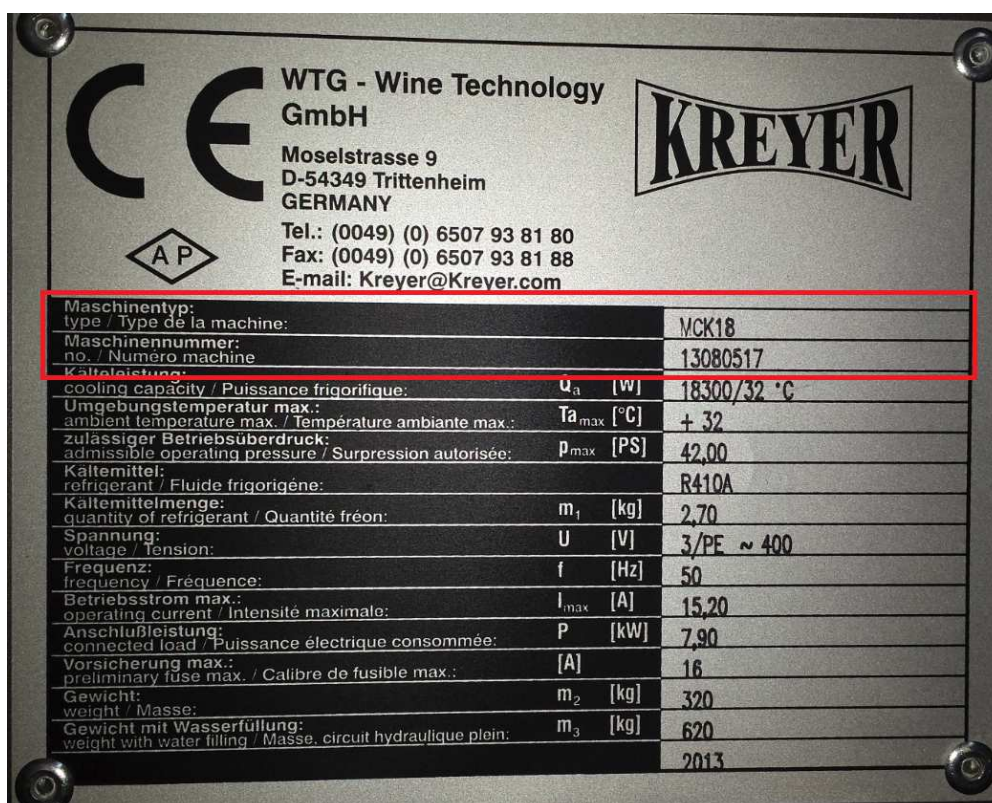 CE
WTG - Wine Technology
GmbH
KREYER
Moselstrasse 9
D-54349 Trittenheim
GERMANY
Tel.: (0049) (0) 6507 93 81 80
Fax: (0049) (0) 6507 93 81 88
E-mail: Kreyer@Kreyer.com
AP
Maschinentyp:
type / Type de la machine: MCK18
Maschinennummer:
no. / Numéro machine 13080517
Kälteleistung:
cooling capacity / Puissance frigorifique: Q̇a [W] 18300/32 °C
Umgebungstemperatur max.:
ambient temperature max. / Température ambiante max.: Ta max [°C] + 32
zulässiger Betriebsüberdruck:
admissible operating pressure / Surpression autorisée: pmax [PS] 42,00
Kältemittel:
refrigerant / Fluide frigorigéne: R410A
Kältemittelmenge:
quantity of refrigerant / Quantité fréon: m₁ [kg] 2,70
Spannung:
voltage / Tension: U [V] 3/PE ~ 400
Frequenz:
frequency / Fréquence: f [Hz] 50
Betriebsstrom max.:
operating current / Intensité maximale: Imax [A] 15,20
Anschlußleistung:
connected load / Puissance électrique consommée: P [kW] 7,90
Vorsicherung max.:
preliminary fuse max. / Calibre de fusible max.: [A] 16
Gewicht:
weight / Masse: m₂ [kg] 320
Gewicht mit Wasserfüllung:
weight with water filling / Masse, circuit hydraulique plein: m₃ [kg] 620
2013